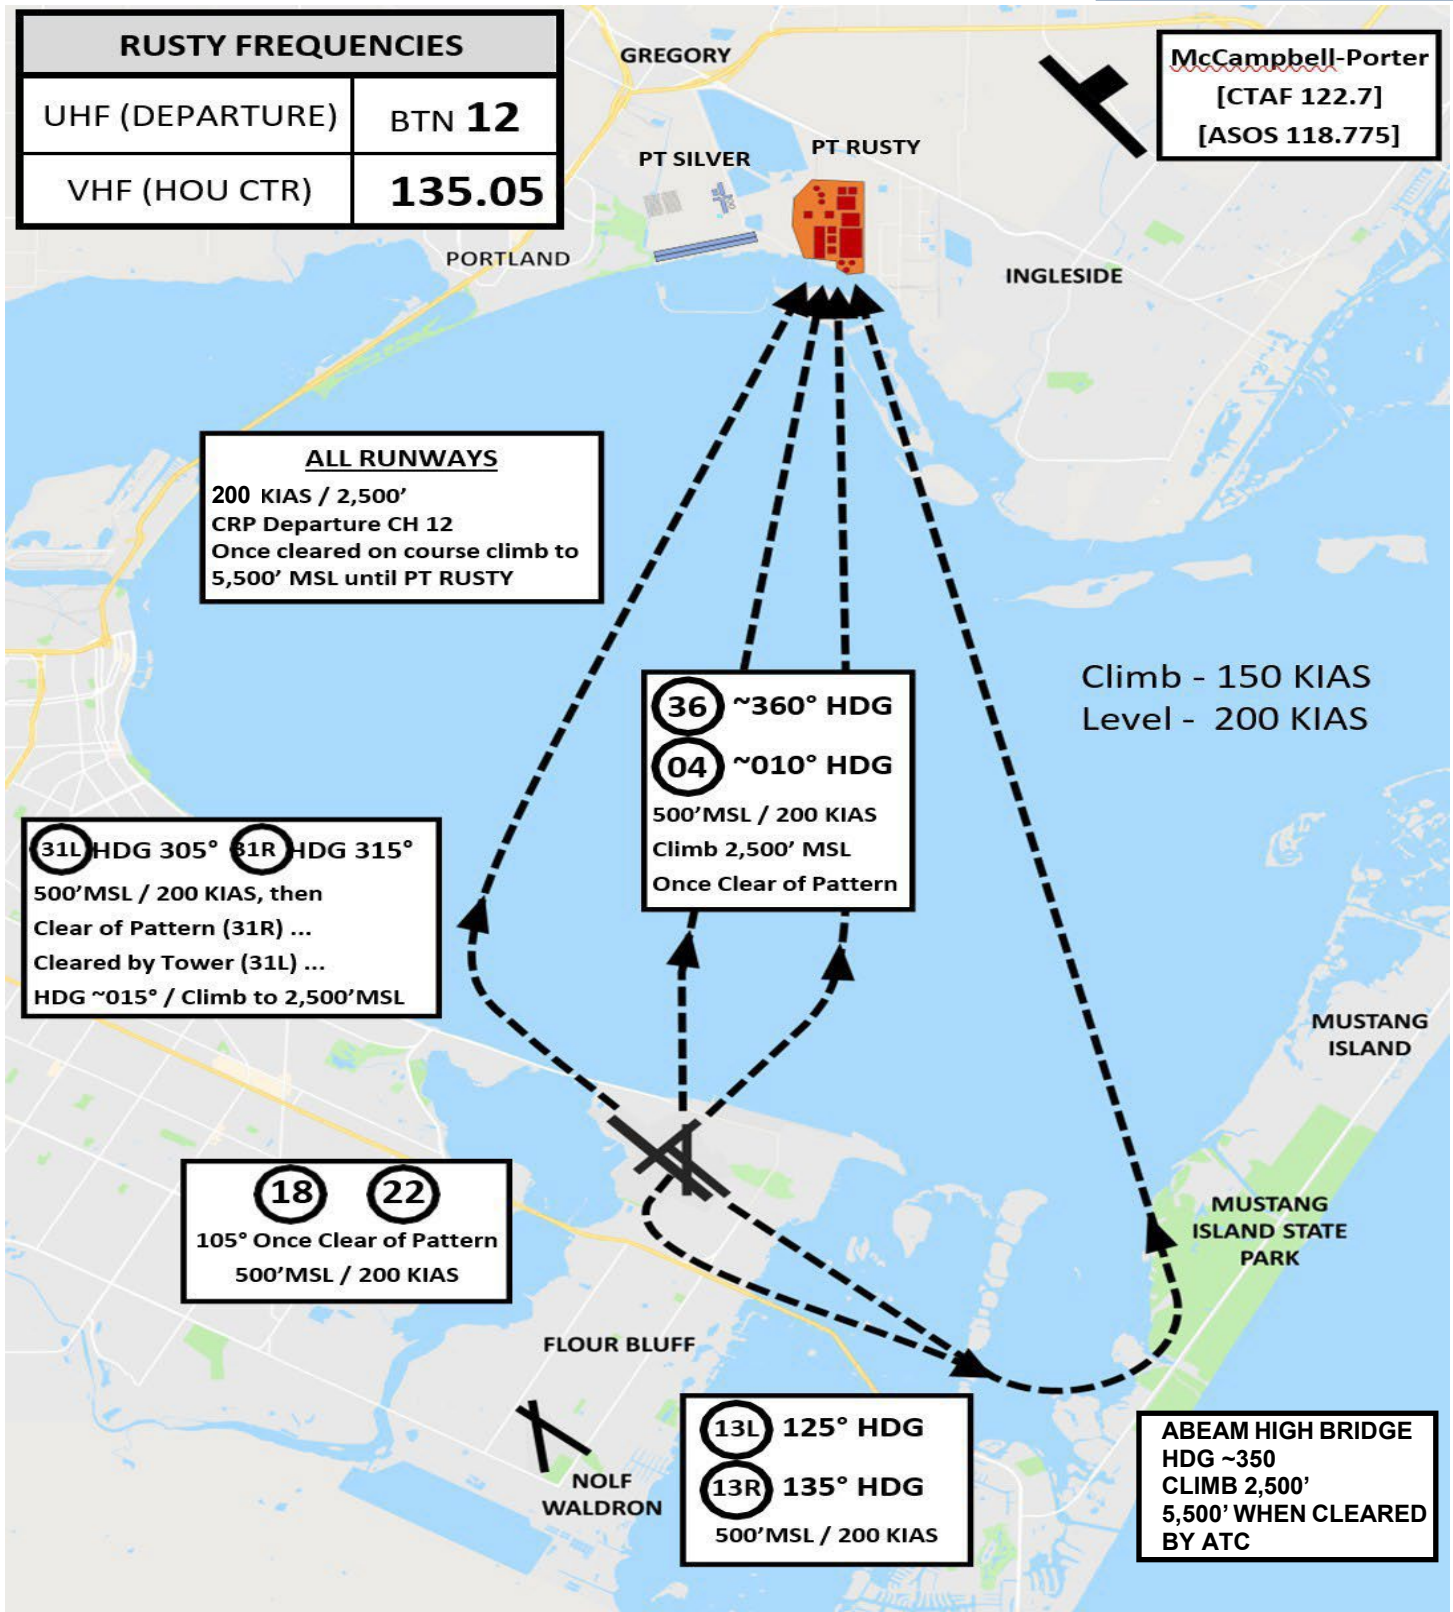 RUSTY FREQUENCIES
UHF (DEPARTURE) BTN 12
VHF (HOU CTR) 135.05
GREGORY
McCampbell-Porter
[CTAF 122.7]
[ASOS 118.775]
PT SILVER
PT RUSTY
PORTLAND
INGLESIDE
ALL RUNWAYS
200 KIAS / 2,500’
CRP Departure CH 12
Once cleared on course climb to
5,500’ MSL until PT RUSTY
36 ~360° HDG
04 ~010° HDG
500’MSL / 200 KIAS
Climb 2,500’ MSL
Once Clear of Pattern
Climb - 150 KIAS
Level - 200 KIAS
31L HDG 305° 31R HDG 315°
500’MSL / 200 KIAS, then
Clear of Pattern (31R) ...
Cleared by Tower (31L) ...
HDG ~015° / Climb to 2,500’MSL
MUSTANG
ISLAND
18 22
105° Once Clear of Pattern
500’MSL / 200 KIAS
MUSTANG
ISLAND STATE
PARK
FLOUR BLUFF
NOLF
WALDRON
13L 125° HDG
13R 135° HDG
500’MSL / 200 KIAS
ABEAM HIGH BRIDGE
HDG ~350
CLIMB 2,500’
5,500’ WHEN CLEARED
BY ATC